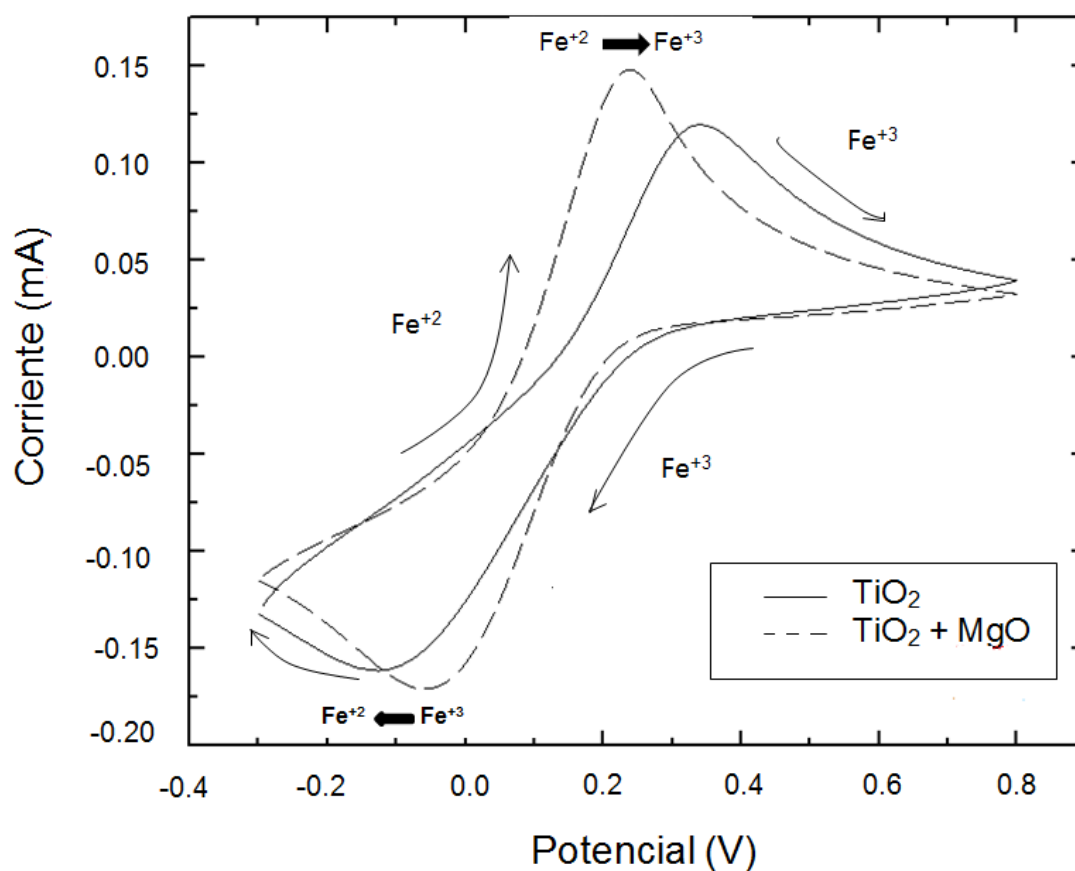 Fe+2 Fe+3
0.15
Fe+3
0.10
0.05
Fe+2
0.00
-0.05
Fe+3
-0.10
TiO2
TiO2 + MgO
-0.15
Fe+2 Fe+3
-0.20
-0.4 -0.2 0.0 0.2 0.4 0.6 0.8
Potencial (V)
Corriente (mA)